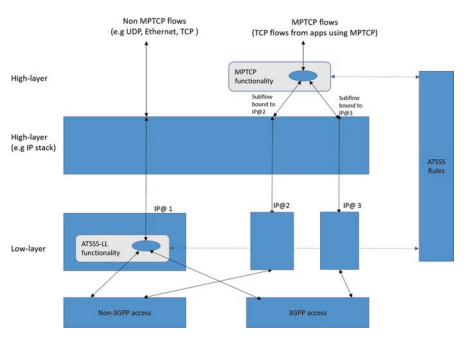 Non MPTCP flows
(e.g UDP, Ethernet, TCP )
MPTCP flows
(TCP flows from apps using MPTCP)
High-layer
MPTCP
functionality
Subflow
bound to
IP@2
Subflow
bound to
IP@3
High-layer
(e.g IP stack)
ATSSS
Rules
IP@ 1
IP@2
IP@ 3
Low-layer
ATSSS-LL
functionality
Non-3GPP access
3GPP access